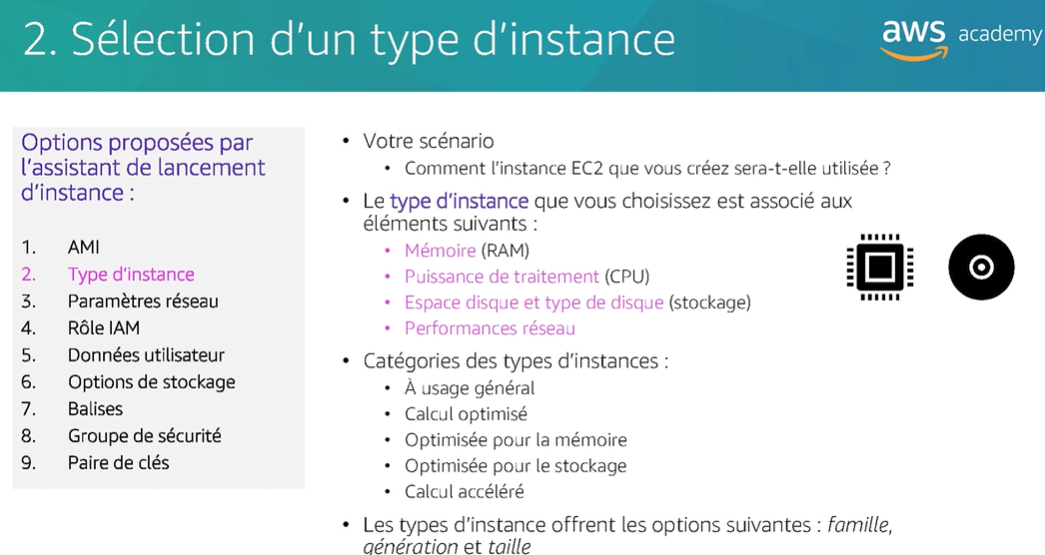 2. Sélection d'un type d'instance
aws academy
Options proposées par
l'assistant de lancement
d'instance :
1. AMI
2. Type d'instance
3. Paramètres réseau
4. Rôle IAM
5. Données utilisateur
6. Options de stockage
7. Balises
8. Groupe de sécurité
9. Paire de clés
• Votre scénario
• Comment l'instance EC2 que vous créez sera-t-elle utilisée ?
• Le type d'instance que vous choisissez est associé aux
éléments suivants :
• Mémoire (RAM)
• Puissance de traitement (CPU)
• Espace disque et type de disque (stockage)
• Performances réseau
• Catégories des types d'instances :
• À usage général
• Calcul optimisé
• Optimisée pour la mémoire
• Optimisée pour le stockage
• Calcul accéléré
• Les types d'instance offrent les options suivantes : famille,
génération et taille